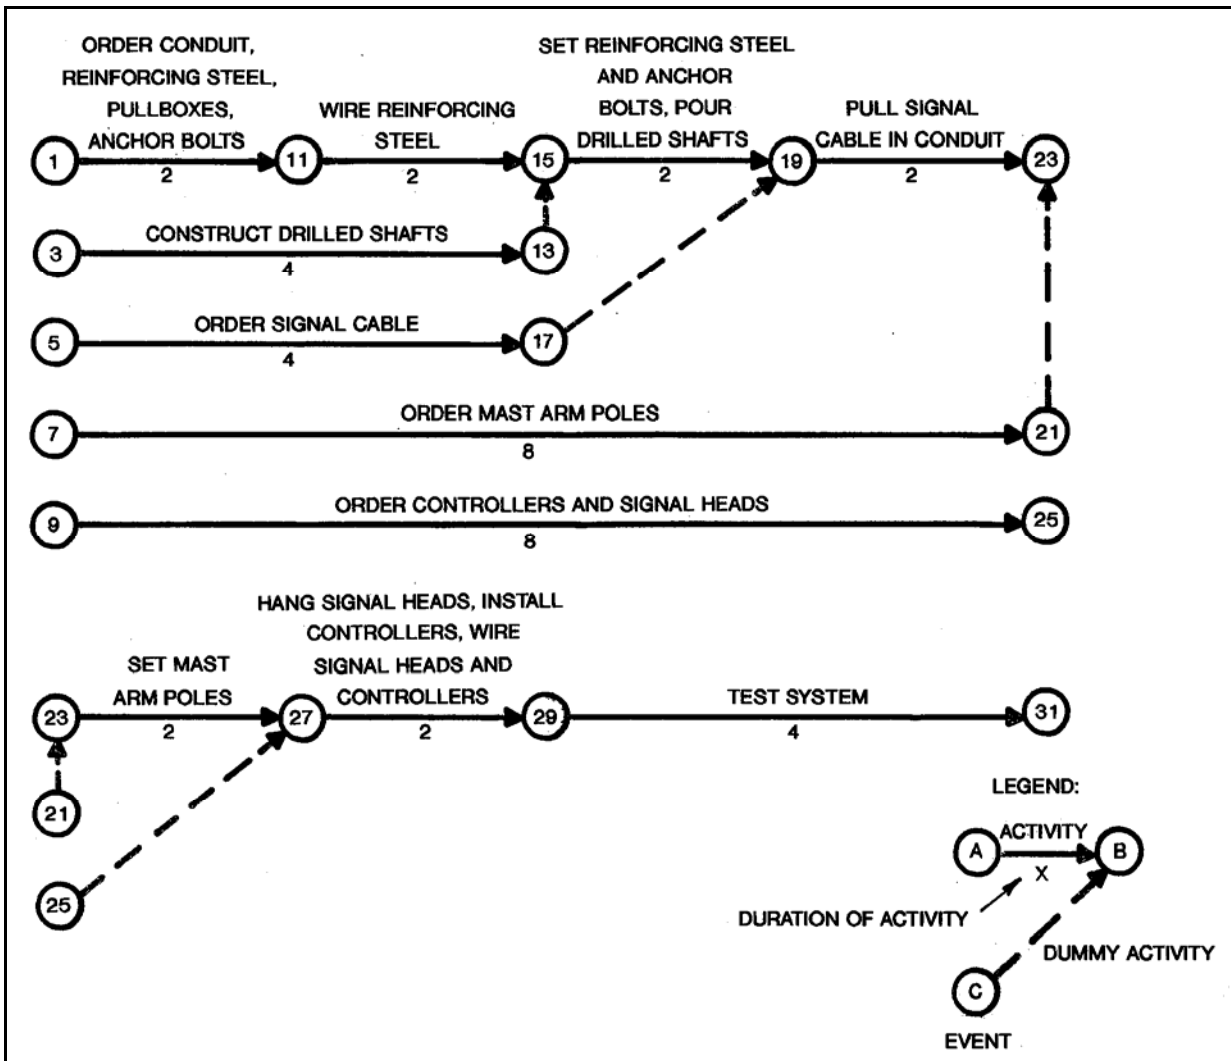 ORDER CONDUIT,
REINFORCING STEEL,
PULLBOXES,
ANCHOR BOLTS
WIRE REINFORCING
STEEL
SET REINFORCING STEEL
AND ANCHOR
BOLTS, POUR
DRILLED SHAFTS
PULL SIGNAL
CABLE IN CONDUIT
1
2
11
2
15
2
19
2
23
3
CONSTRUCT DRILLED SHAFTS
4
13
5
ORDER SIGNAL CABLE
4
17
7
ORDER MAST ARM POLES
8
21
9
ORDER CONTROLLERS AND SIGNAL HEADS
8
25
HANG SIGNAL HEADS, INSTALL
CONTROLLERS, WIRE
SIGNAL HEADS AND
CONTROLLERS
SET MAST
ARM POLES
TEST SYSTEM
23
2
27
2
29
4
31
21
25
LEGEND:
ACTIVITY
A
B
X
DURATION OF ACTIVITY
DUMMY ACTIVITY
C
EVENT